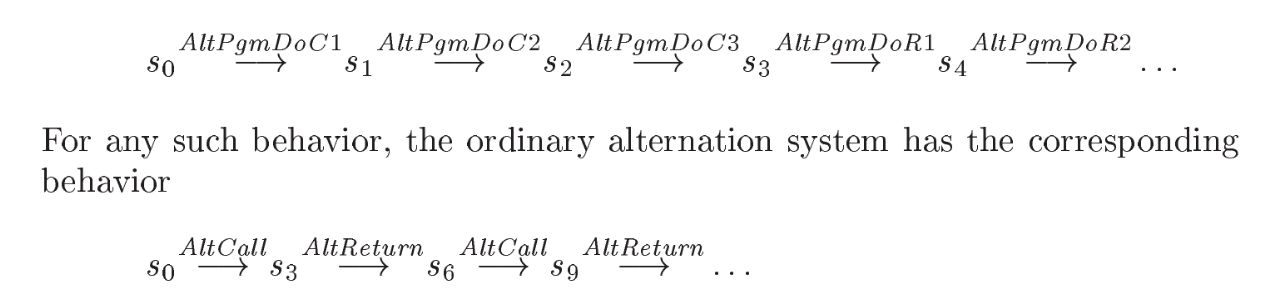 s₀ AltPgmDoC1 ⟶ s₁ AltPgmDoC2 ⟶ s₂ AltPgmDoC3 ⟶ s₃ AltPgmDoR1 ⟶ s₄ AltPgmDoR2 ⟶ ...
For any such behavior, the ordinary alternation system has the corresponding
behavior
s₀ AltCall ⟶ s₃ AltReturn ⟶ s₆ AltCall ⟶ s₉ AltReturn ⟶ ...